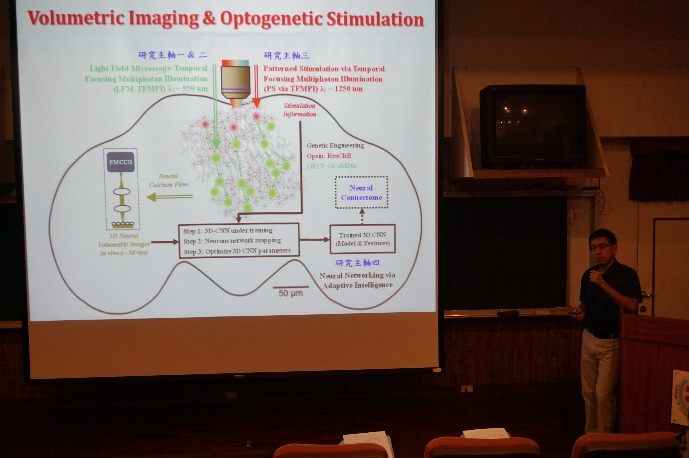 Volumetric Imaging & Optogenetic Stimulation
研究主軸一 & 二
Light Field Microscopy-Temporal
Focusing Multiphoton Illumination
(LFM-TFMPI) λ: ~ 950 nm
研究主軸三
Patterned Stimulation via Temporal
Focusing Multiphoton Illumination
(PS via TFMPI) λ: ~ 1250 nm
Stimulation
Information
Genetic Engineering
Opsin: ReaChR
EMCCD
Neural
Calcium Flow
Neural
Connectome
3D Neural
Volumetric Images
in vivo
Step 1: 3D-CNN under training
Step 2: Neurons network mapping
Step 3: Optimize 3D CNN parameters
Trained 3D CNN
(Model & Features)
研究主軸四
Neural Networking via
Adaptive Intelligence
50 µm